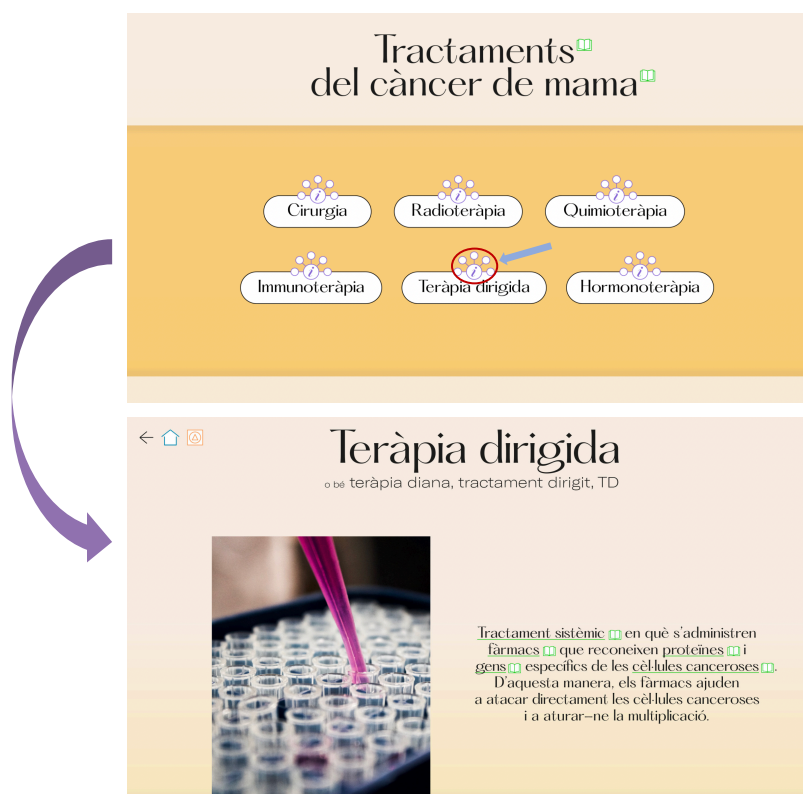 Tractaments
del càncer de mama
Cirurgia
Radioteràpia
Quimioteràpia
Immunoteràpia
Teràpia dirigida
Hormonoteràpia
Teràpia dirigida
o bé teràpia diana, tractament dirigit, TD
Tractament sistèmic en què s'administren
fàrmacs que reconeixen proteïnes i
gens específics de les cèl·lules canceroses.
D'aquesta manera, els fàrmacs ajuden
a atacar directament les cèl·lules canceroses
i a aturar-ne la multiplicació.